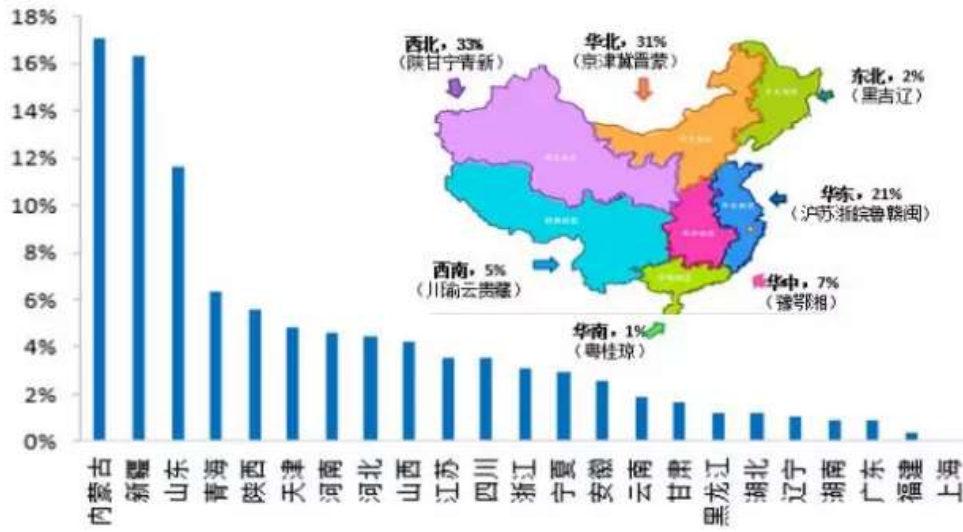 18%
16%
14%
12%
10%
8%
6%
4%
2%
0%
西北，33%
（陕甘宁青新）
华北，31%
（京津冀晋蒙）
东北，2%
（黑吉辽）
华东，21%
（沪苏浙皖鲁赣闽）
西南，5%
（川渝云贵藏）
华中，7%
（豫鄂湘）
华南，1%
（粤桂琼）
内蒙古
新疆
山东
青海
陕西
天津
河南
河北
山西
江苏
四川
浙江
宁夏
安徽
云南
甘肃
黑龙江
湖北
辽宁
湖南
广东
福建
上海